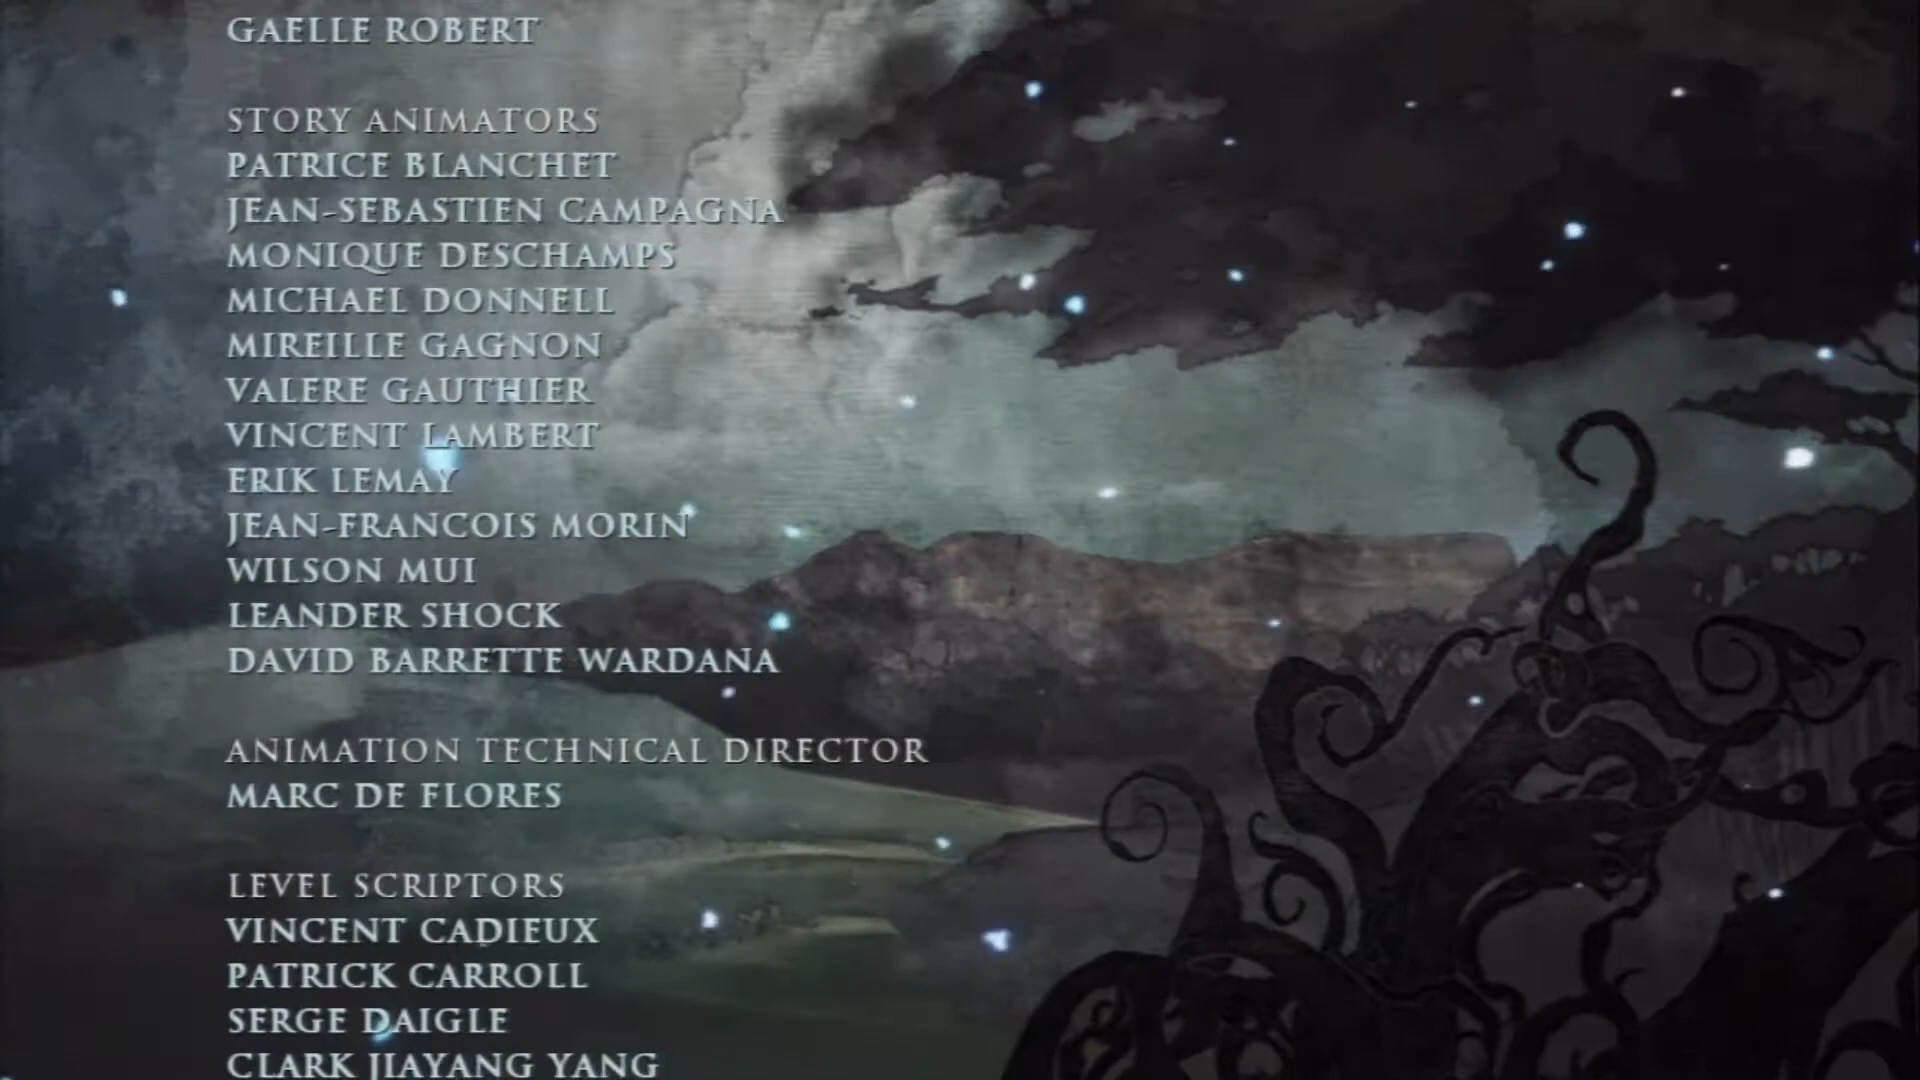 GAELLE ROBERT
STORY ANIMATORS
PATRICE BLANCHET
JEAN-SEBASTIEN CAMPAGNA
MONIQUE DESCHAMPS
MICHAEL DONNELL
MIREILLE GAGNON
VALERE GAUTHIER
VINCENT LAMBERT
ERIK LEMAY
JEAN-FRANCOIS MORIN
WILSON MUI
LEANDER SHOCK
DAVID BARRETTE WARDANA
ANIMATION TECHNICAL DIRECTOR
MARC DE FLORES
LEVEL SCRIPTORS
VINCENT CADIEUX
PATRICK CARROLL
SERGE DAIGLE
CLARK JIAYANG YANG